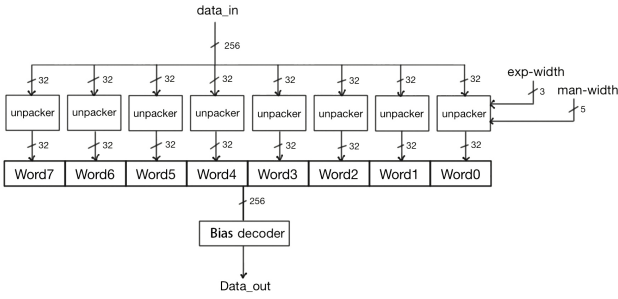 data_in
256
32 32 32 32 32 32 32 32
exp-width
3
man-width
5
unpacker unpacker unpacker unpacker unpacker unpacker unpacker unpacker
32 32 32 32 32 32 32 32
Word7 Word6 Word5 Word4 Word3 Word2 Word1 Word0
256
Bias decoder
Data_out